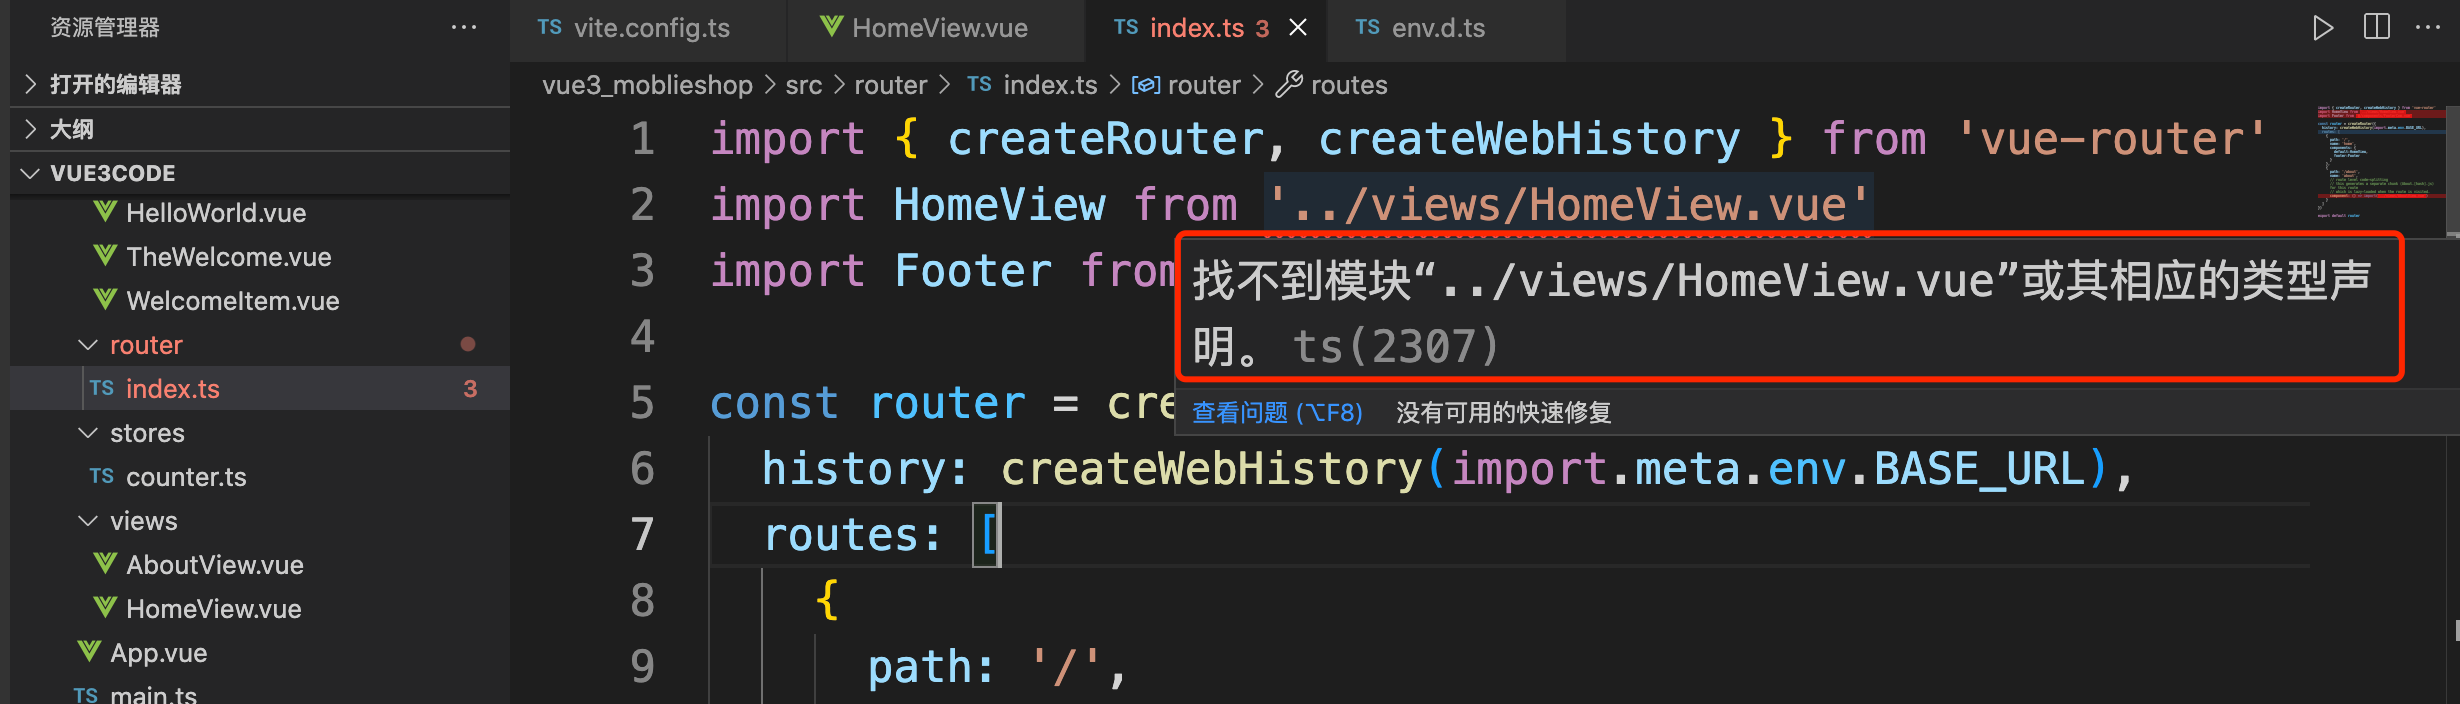 资源管理器 ···
打开的编辑器
大纲
VUE3CODE
HelloWorld.vue
TheWelcome.vue
WelcomeItem.vue
router
TS index.ts 3
stores
TS counter.ts
views
AboutView.vue
HomeView.vue
App.vue
TS main.ts
TS vite.config.ts HomeView.vue TS index.ts 3 TS env.d.ts ···
vue3_moblieshop > src > router > TS index.ts > router > routes
1 import { createRouter, createWebHistory } from 'vue-router'
2 import HomeView from '../views/HomeView.vue'
3 import Footer from
找不到模块“../views/HomeView.vue”或其相应的类型声
明。 ts(2307)
查看问题 (⌥F8) 没有可用的快速修复
4
5 const router = cre
6 history: createWebHistory(import.meta.env.BASE_URL),
7 routes: [
8 {
9 path: '/',